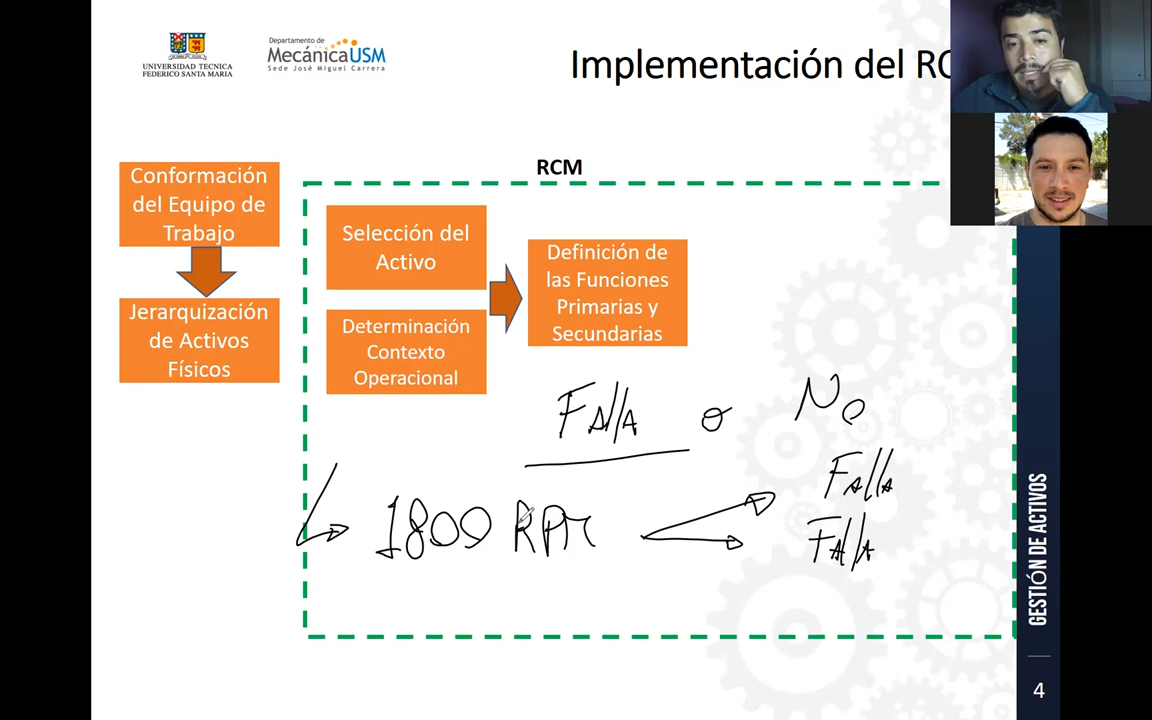 UNIVERSIDAD TECNICA
FEDERICO SANTA MARIA
Departamento de
MecánicaUSM
Sede José Miguel Carrera
Implementación del RC
RCM
Conformación
del Equipo de
Trabajo
Jerarquización
de Activos
Físicos
Selección del
Activo
Determinación
Contexto
Operacional
Definición de
las Funciones
Primarias y
Secundarias
Falla o No
Falla
1800 RPM
Falla
GESTIÓN DE ACTIVOS
4